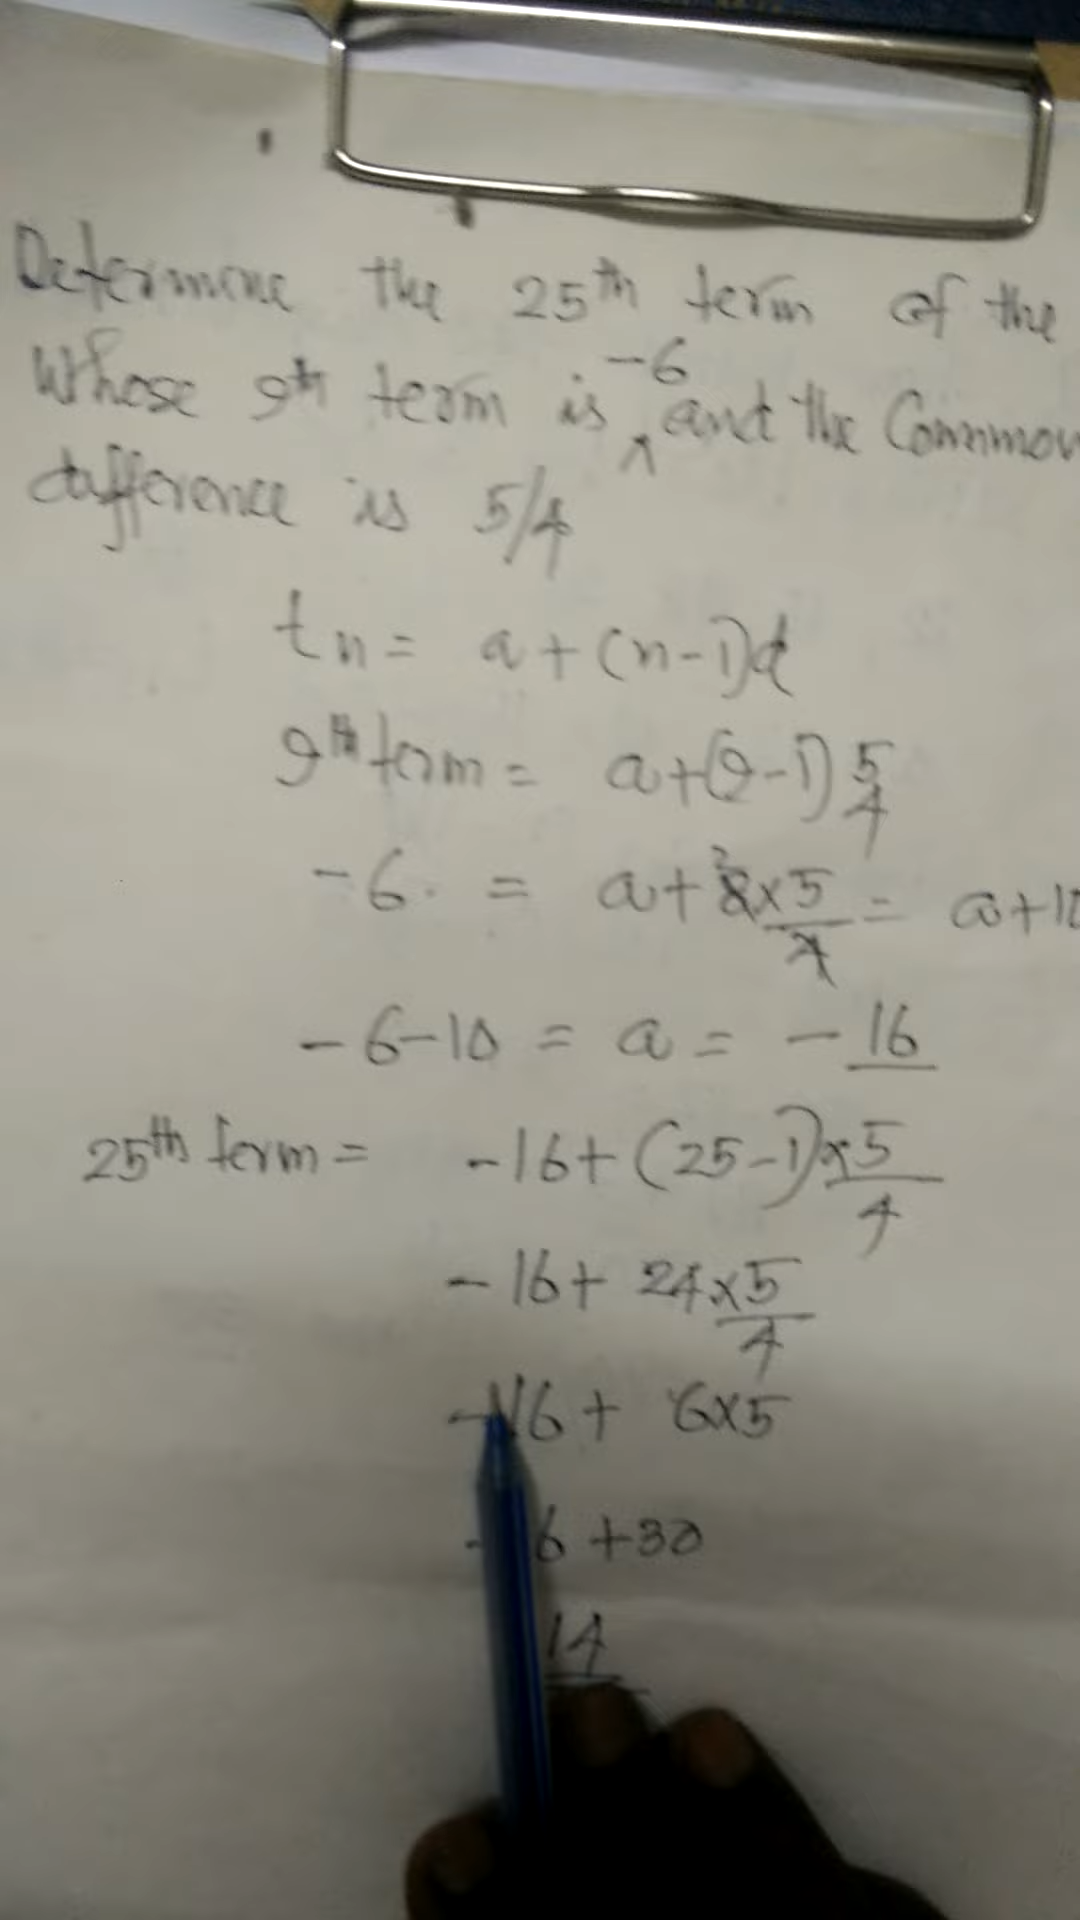 Determine the 25th term of the
Whose 9th term is -6 and the Common
difference is 5/4
tn = a + (n-1)d
9th term = a+(9-1) 5/4
-6 = a + 8x5/4 = a+10
-6-10 = a = -16
25th term = -16+ (25-1)x5/4
-16+ 24x5/4
-16+ 6x5
6 +30
14